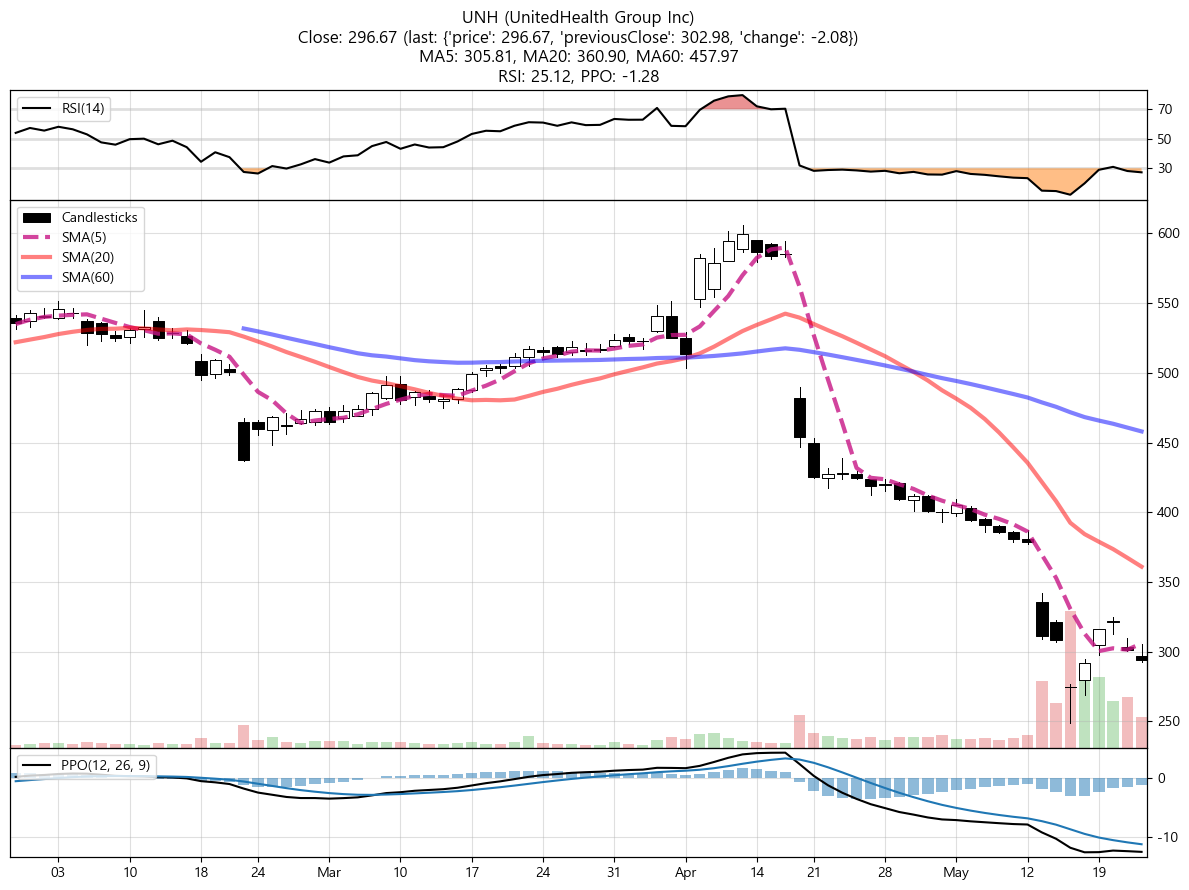 UNH (UnitedHealth Group Inc)
Close: 296.67 (last: {'price': 296.67, 'previousClose': 302.98, 'change': -2.08})
MA5: 305.81, MA20: 360.90, MA60: 457.97
RSI: 25.12, PPO: -1.28
RSI(14)
70
50
30
Candlesticks
SMA(5)
SMA(20)
SMA(60)
600
550
500
450
400
350
300
250
PPO(12, 26, 9)
0
-10
03 10 18 24 Mar 10 17 24 31 Apr 14 21 28 May 12 19